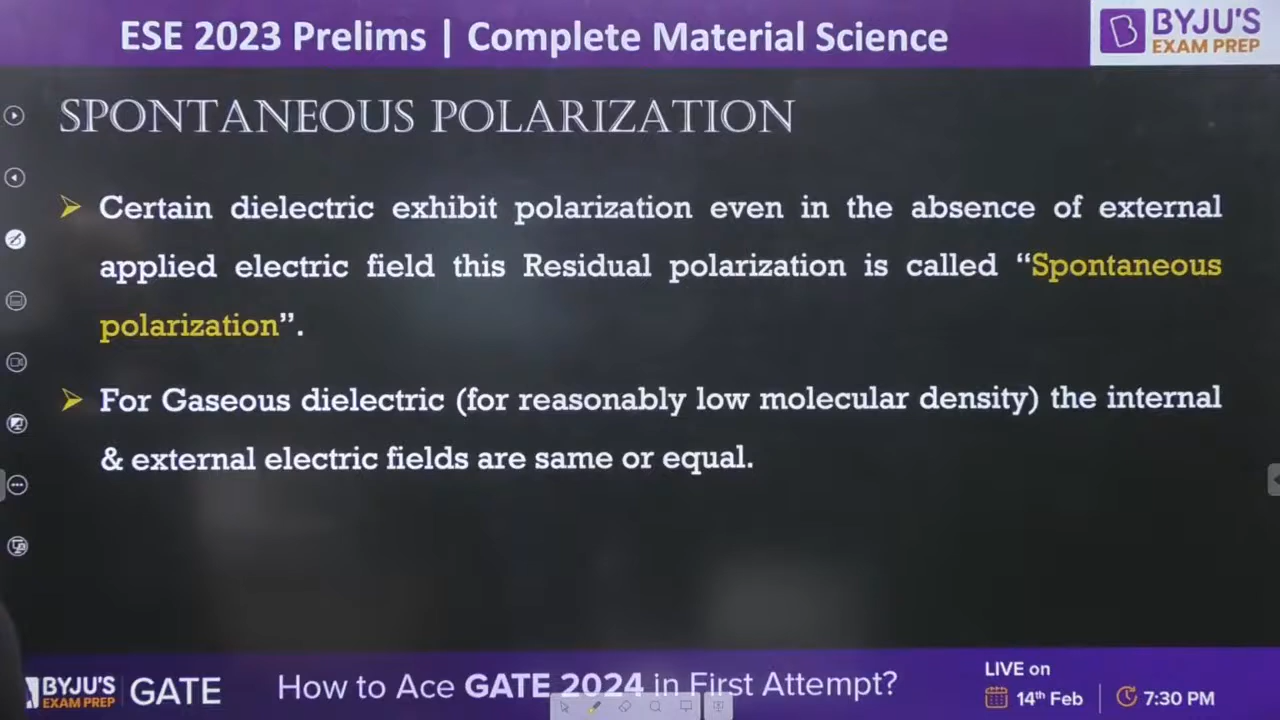 ESE 2023 Prelims | Complete Material Science
BYJU'S
EXAM PREP
SPONTANEOUS POLARIZATION
Certain dielectric exhibit polarization even in the absence of external
applied electric field this Residual polarization is called “Spontaneous
polarization”.
For Gaseous dielectric (for reasonably low molecular density) the internal
& external electric fields are same or equal.
BYJU'S
EXAM PREP
GATE
How to Ace GATE 2024 in First Attempt?
LIVE on
14th Feb
7:30 PM